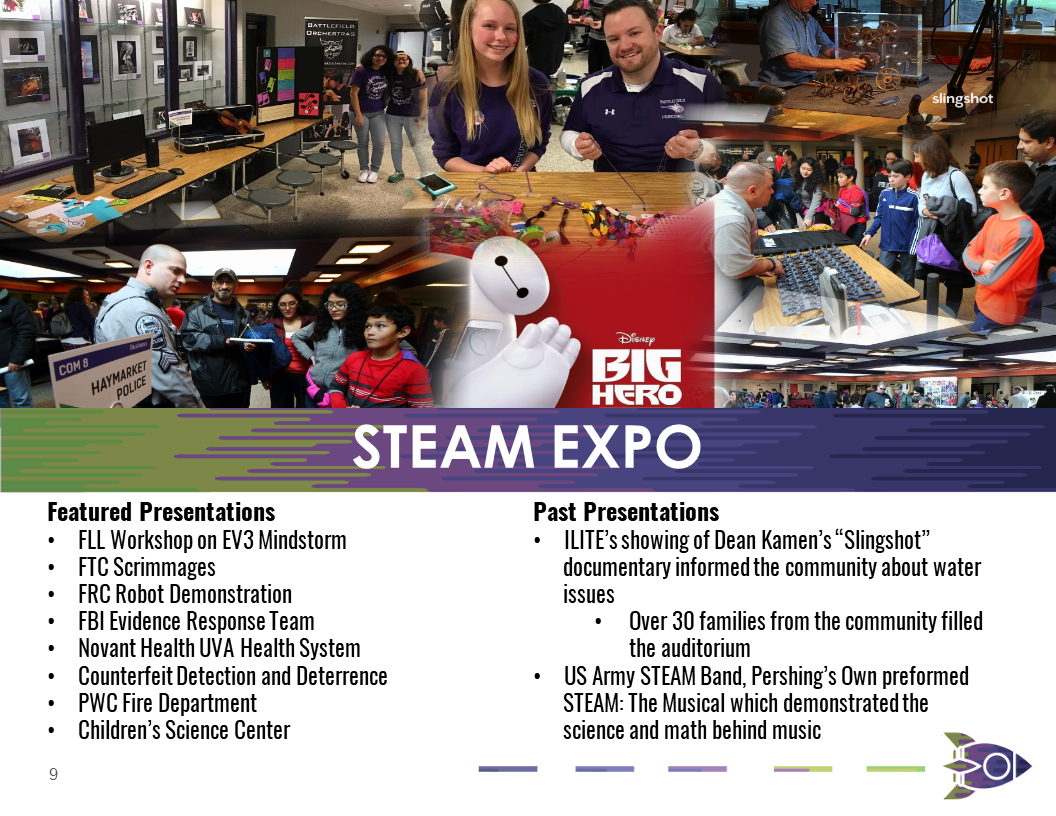 BATTLEFIELD
ORCHESTRAS
slingshot
Business
COM 8
HAYMARKET
POLICE
Disney
BIG
HERO
STEAM EXPO
Featured Presentations
• FLL Workshop on EV3 Mindstorm
• FTC Scrimmages
• FRC Robot Demonstration
• FBI Evidence Response Team
• Novant Health UVA Health System
• Counterfeit Detection and Deterrence
• PWC Fire Department
• Children’s Science Center
Past Presentations
• ILITE’s showing of Dean Kamen’s “Slingshot”
documentary informed the community about water
issues
• Over 30 families from the community filled
the auditorium
• US Army STEAM Band, Pershing’s Own preformed
STEAM: The Musical which demonstrated the
science and math behind music
9